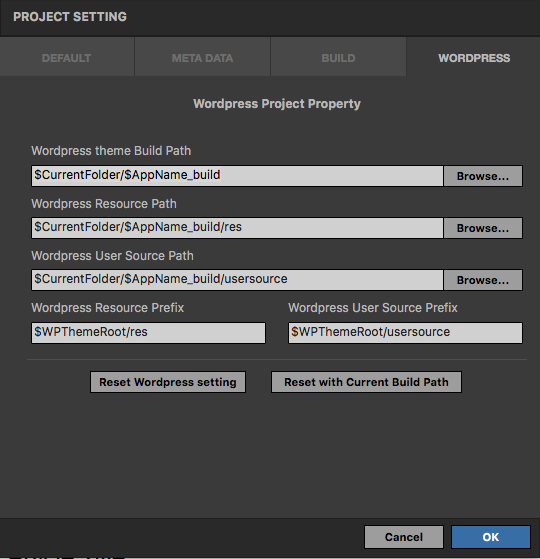 PROJECT SETTING
DEFAULT META DATA BUILD WORDPRESS
Wordpress Project Property
Wordpress theme Build Path
$CurrentFolder/$AppName_build Browse...
Wordpress Resource Path
$CurrentFolder/$AppName_build/res Browse...
Wordpress User Source Path
$CurrentFolder/$AppName_build/usersource Browse...
Wordpress Resource Prefix Wordpress User Source Prefix
$WPThemeRoot/res $WPThemeRoot/usersource
Reset Wordpress setting Reset with Current Build Path
Cancel OK